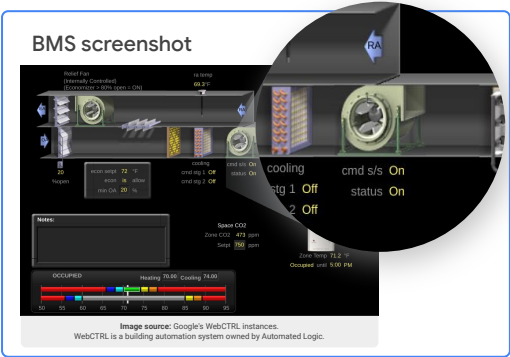 BMS screenshot
Relief Fan
(Internally Controlled)
(Economizer > 80% open = ON)
ra temp
69.3°F
RA
20
%open
econ setpt 72 °F
econ is allow
min OA 20 %
cooling
cmd stg 1 Off
cmd stg 2 Off
cmd s/s On
status On
cooling
stg 1 Off
2 Off
cmd s/s On
status On
Notes:
Space CO2
Zone CO2 473 ppm
Setpt 750 ppm
Zone Temp 71.2 °F
Occupied until 5:00 PM
OCCUPIED
Heating 70.00 Cooling 74.00
50 55 60 65 70 75 80 85 90 95
Image source: Google's WebCTRL instances.
WebCTRL is a building automation system owned by Automated Logic.